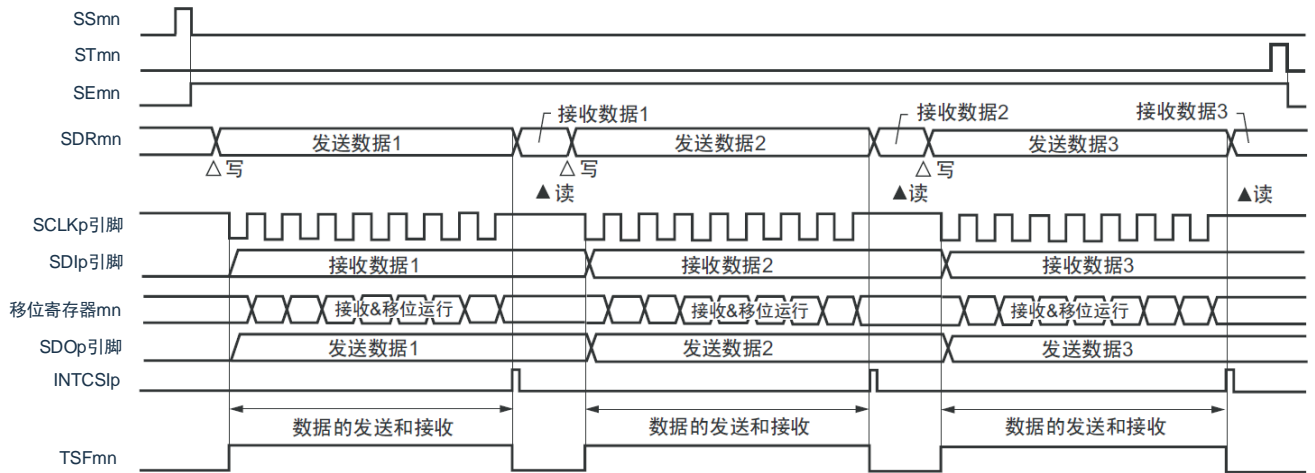 SSmn
STmn
SEmn
接收数据1 接收数据2 接收数据3
SDRmn 发送数据1 发送数据2 发送数据3
△写 △写 △写
▲读 ▲读 ▲读
SCLKp引脚
SDIp引脚 接收数据1 接收数据2 接收数据3
移位寄存器mn 接收&移位运行 接收&移位运行 接收&移位运行
SDOp引脚 发送数据1 发送数据2 发送数据3
INTCSIp
数据的发送和接收 数据的发送和接收 数据的发送和接收
TSFmn